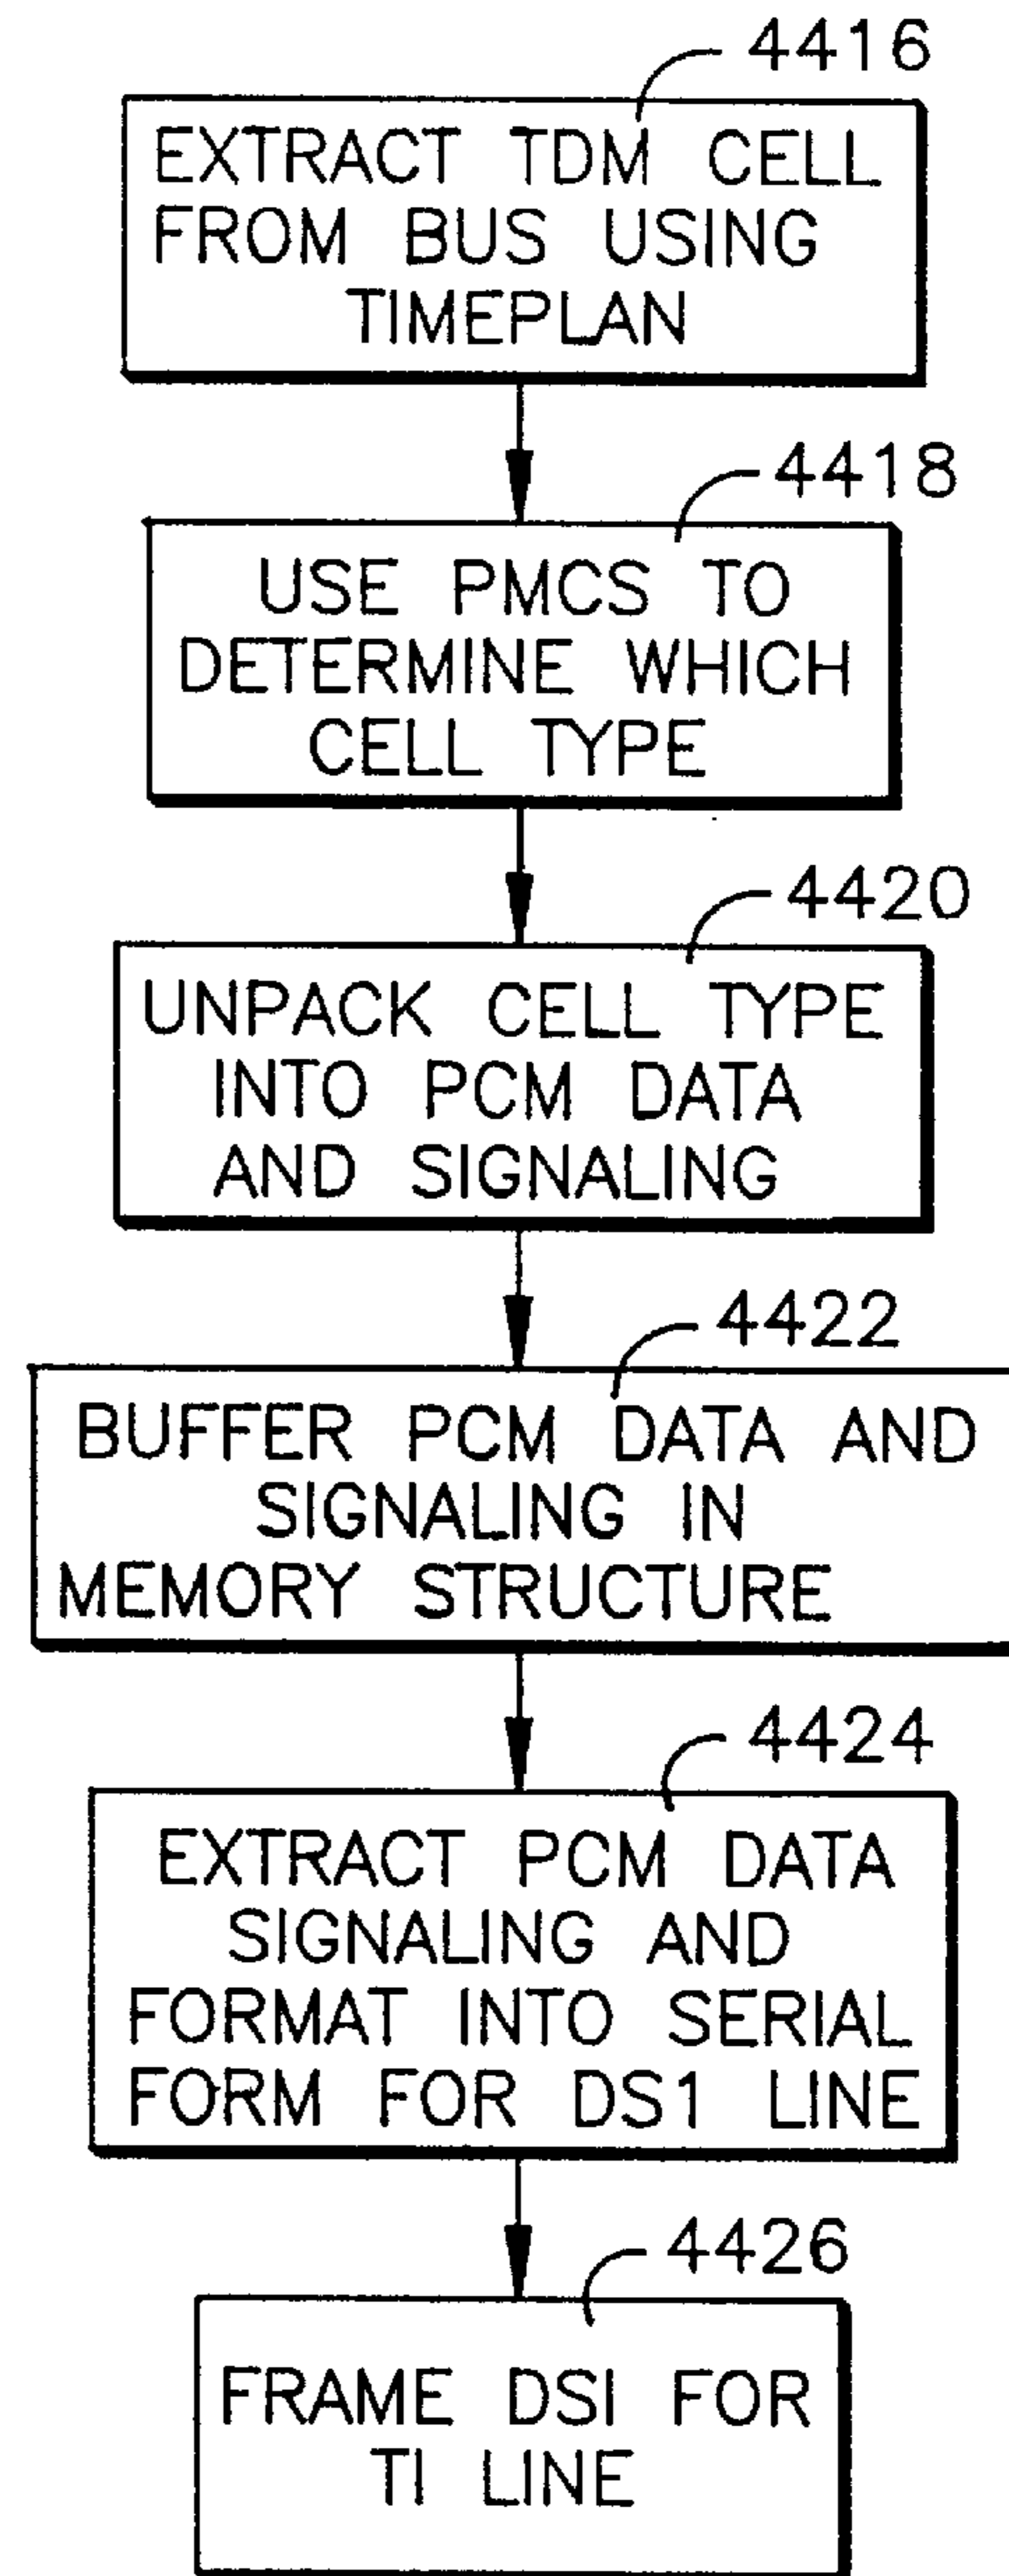 4416
EXTRACT TDM CELL
FROM BUS USING
TIMEPLAN
4418
USE PMCS TO
DETERMINE WHICH
CELL TYPE
4420
UNPACK CELL TYPE
INTO PCM DATA
AND SIGNALING
4422
BUFFER PCM DATA AND
SIGNALING IN
MEMORY STRUCTURE
4424
EXTRACT PCM DATA
SIGNALING AND
FORMAT INTO SERIAL
FORM FOR DS1 LINE
4426
FRAME DSI FOR
TI LINE